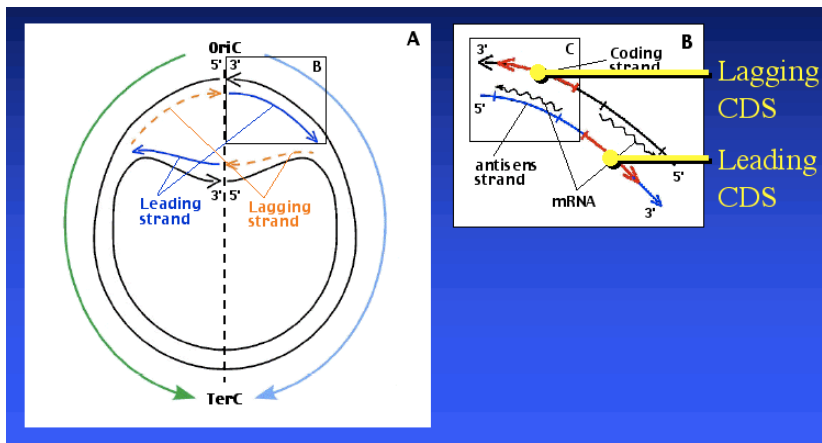 OriC
A
5' 3'
B
Leading
strand
Lagging
strand
3' 5'
TerC
B
3'
C
Coding
strand
5'
antisens
strand
mRNA
5'
3'
Lagging
CDS
Leading
CDS